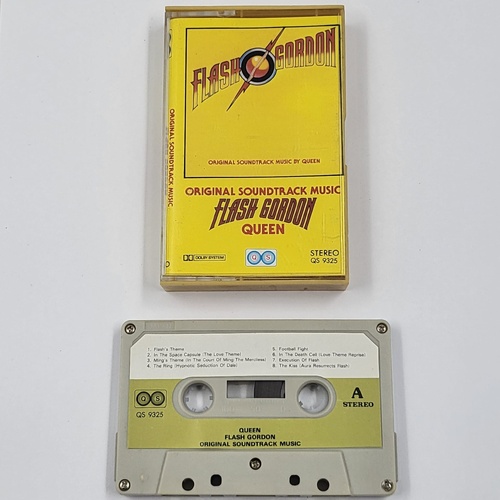 ORIGINAL SOUNDTRACK MUSIC
FLASH GORDON
ORIGINAL SOUNDTRACK MUSIC BY QUEEN
ORIGINAL SOUNDTRACK MUSIC
FLASH GORDON
QUEEN
DOLBY SYSTEM
Q S
STEREO
QS 9325
1. Flash's Theme
2. In The Space Capsule (The Love Theme)
3. Ming's Theme (In The Court Of Ming The Merciless)
4. The Ring (Hypnotic Seduction Of Dale)
5. Football Fight
6. In The Death Cell (Love Theme Reprise)
7. Execution Of Flash
8. The Kiss (Aura Resurrects Flash)
Q S
QS 9325
A
STEREO
QUEEN
FLASH GORDON
ORIGINAL SOUNDTRACK MUSIC